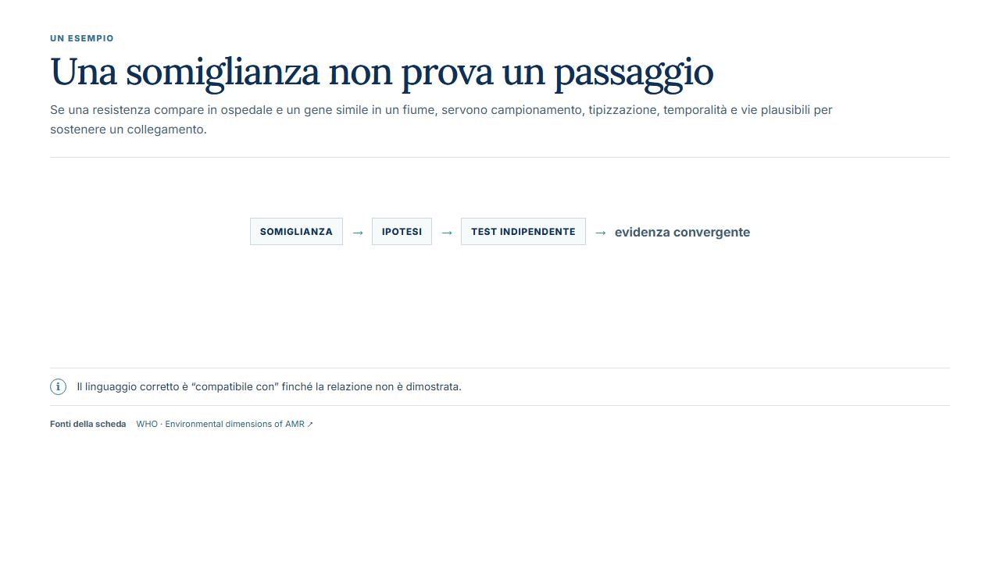 UN ESEMPIO
Una somiglianza non prova un passaggio
Se una resistenza compare in ospedale e un gene simile in un fiume, servono campionamento, tipizzazione, temporalità e vie plausibili per
sostenere un collegamento.
SOMIGLIANZA → IPOTESI → TEST INDIPENDENTE → evidenza convergente
i Il linguaggio corretto è “compatibile con” finché la relazione non è dimostrata.
Fonti della scheda WHO · Environmental dimensions of AMR ↗